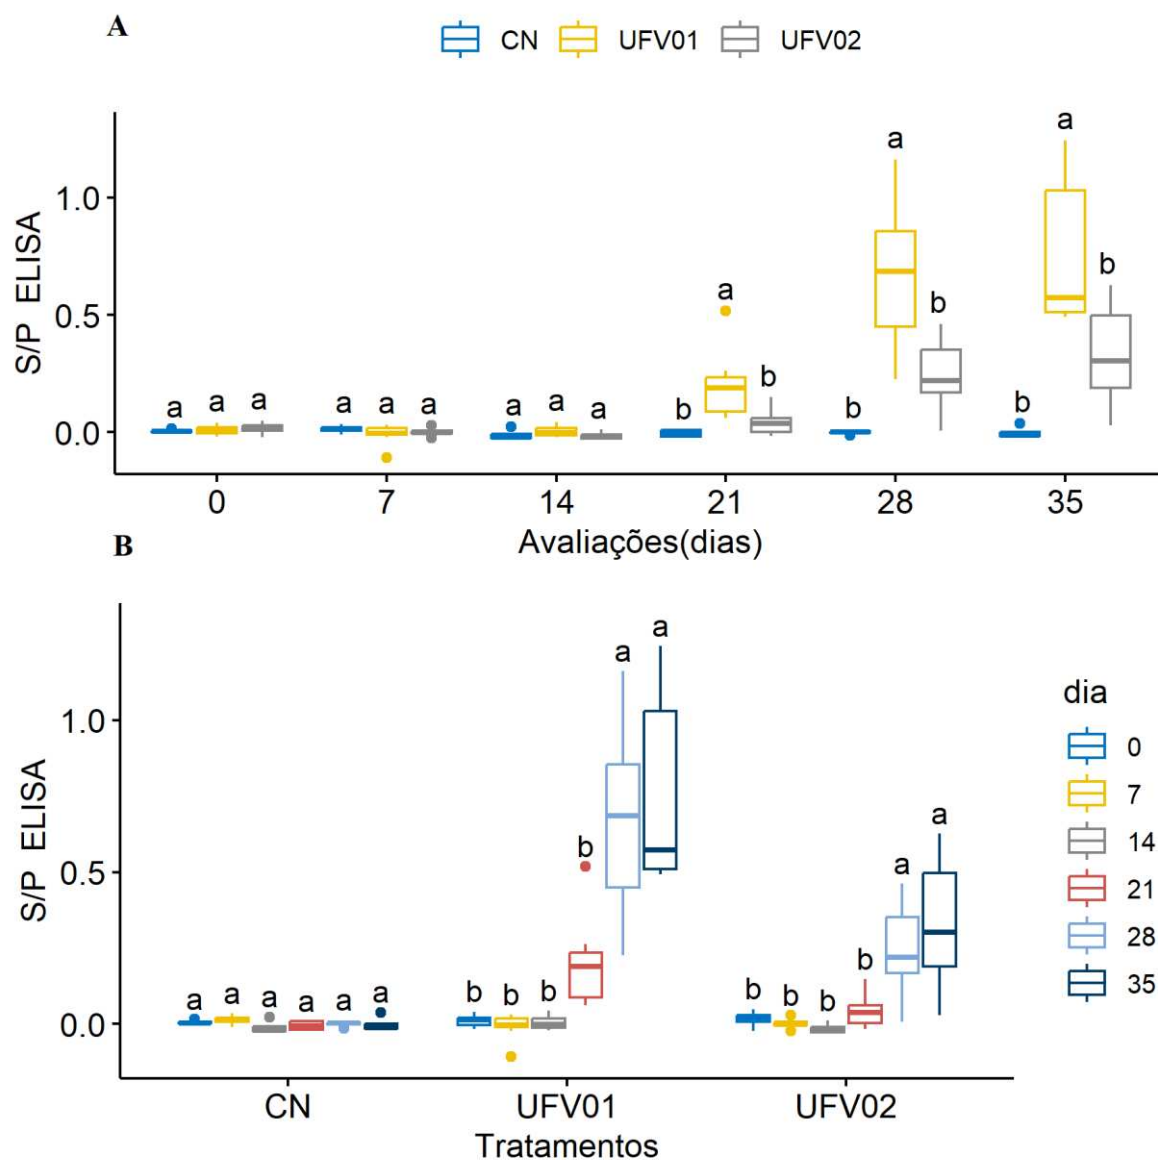 A
CN UFV01 UFV02
S/P ELISA
1.0
0.5
0.0
a a a
a a a
a a a
b a b
b a b
b a b
0 7 14 21 28 35
Avaliações(dias)
B
S/P ELISA
1.0
0.5
0.0
a a a a a a
b b b b a a
b b b b a a
CN UFV01 UFV02
Tratamentos
dia
0
7
14
21
28
35